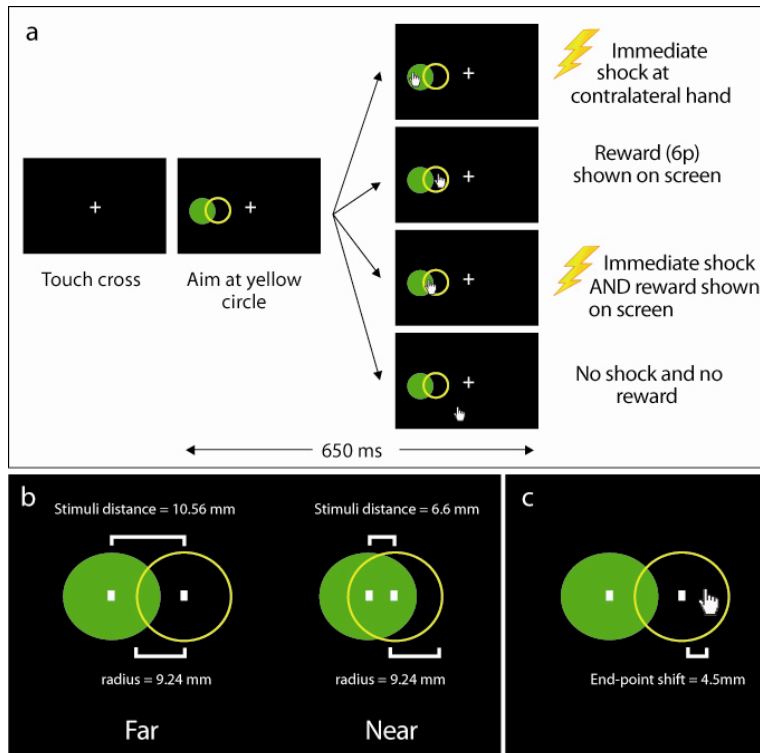 a
Touch cross
Aim at yellow
circle
Immediate
shock at
contralateral hand
Reward (6p)
shown on screen
Immediate shock
AND reward shown
on screen
No shock and no
reward
650 ms
b
Stimuli distance = 10.56 mm
radius = 9.24 mm
Far
Stimuli distance = 6.6 mm
radius = 9.24 mm
Near
c
End-point shift = 4.5mm